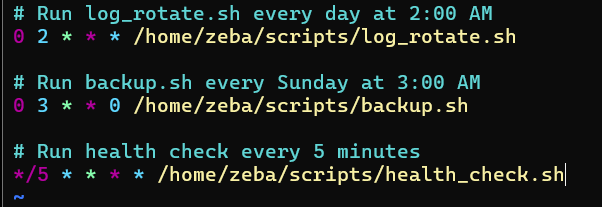 # Run log_rotate.sh every day at 2:00 AM
0 2 * * * /home/zeba/scripts/log_rotate.sh
# Run backup.sh every Sunday at 3:00 AM
0 3 * * 0 /home/zeba/scripts/backup.sh
# Run health check every 5 minutes
*/5 * * * * /home/zeba/scripts/health_check.sh
~